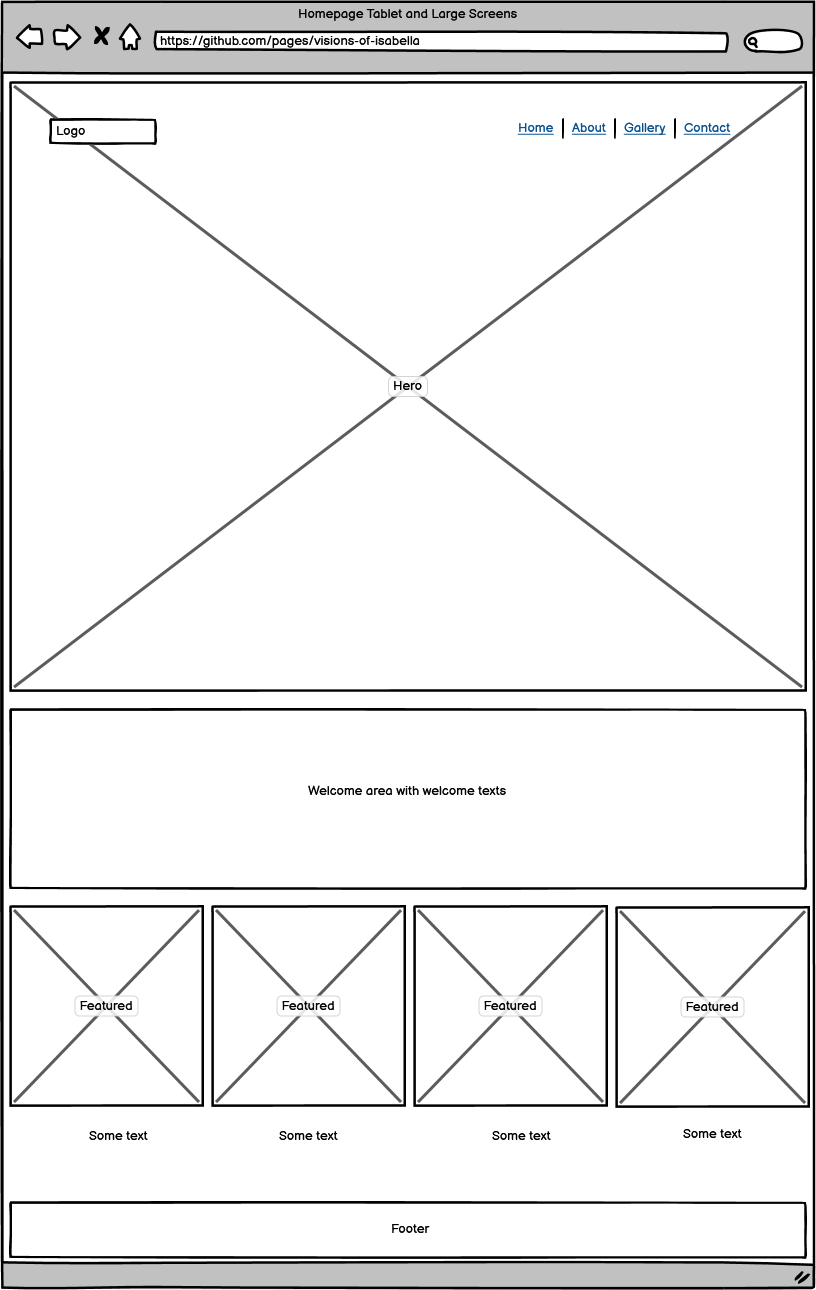 Homepage Tablet and Large Screens
https://github.com/pages/visions-of-isabella
Logo
Home About Gallery Contact
Hero
Welcome area with welcome texts
Featured Featured Featured Featured
Some text Some text Some text Some text
Footer